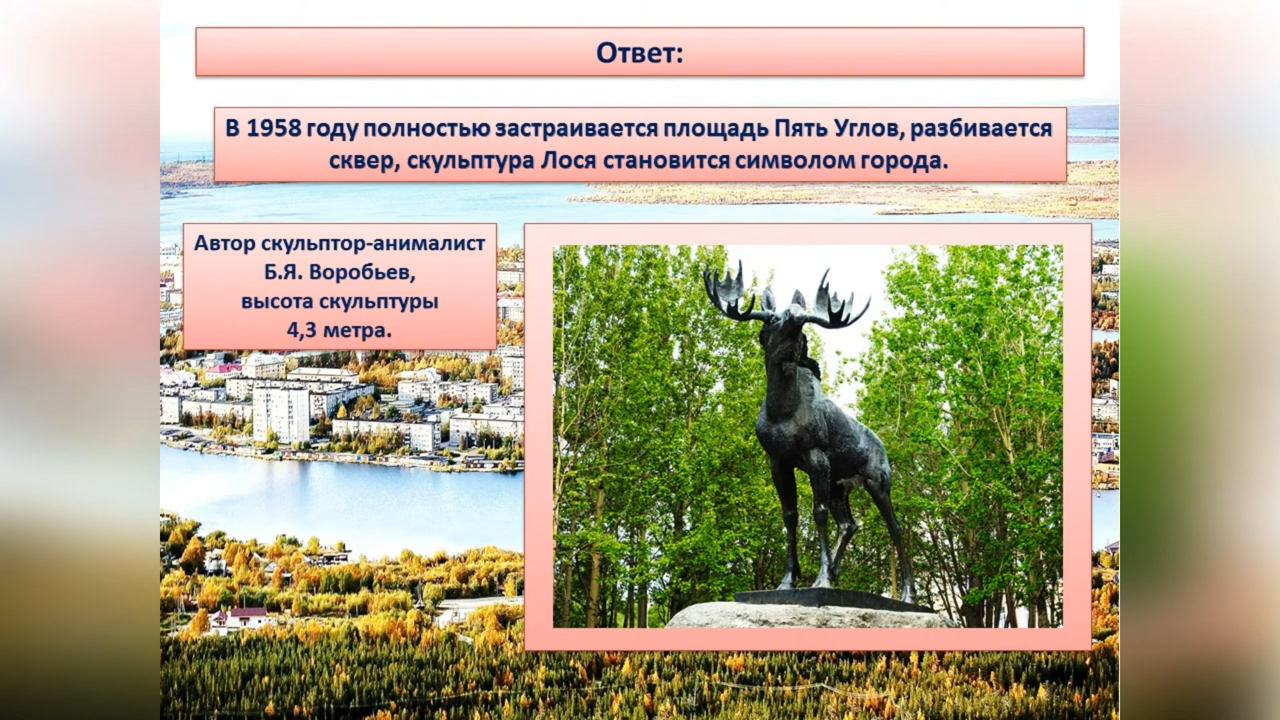 Ответ:
В 1958 году полностью застраивается площадь Пять Углов, разбивается
сквер, скульптура Лося становится символом города.
Автор скульптор-анималист
Б.Я. Воробьев,
высота скульптуры
4,3 метра.